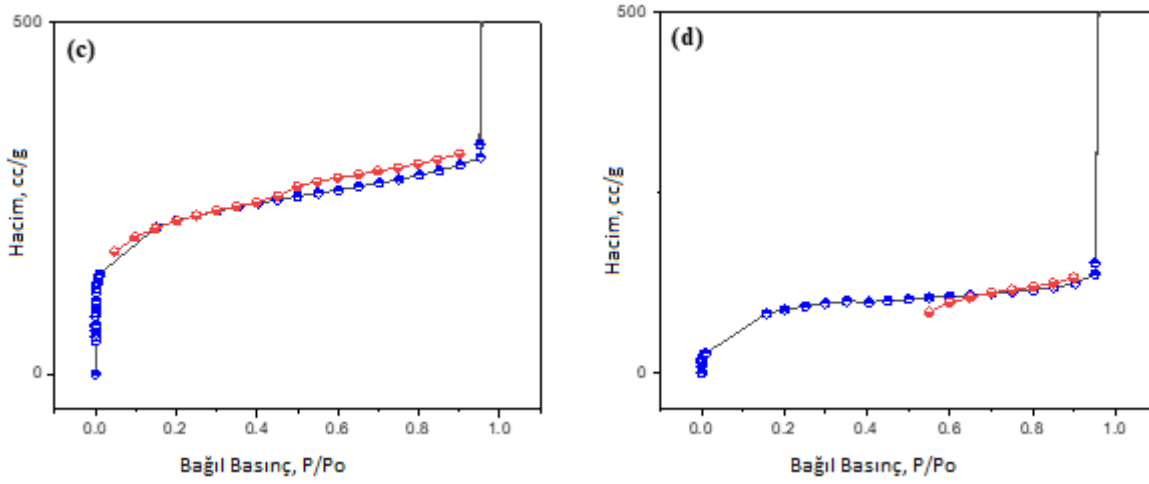 500
(c)
Hacim, cc/g
0
0.0 0.2 0.4 0.6 0.8 1.0
Bağıl Basınç, P/Po
500
(d)
Hacim, cc/g
0
0.0 0.2 0.4 0.6 0.8 1.0
Bağıl Basınç, P/Po